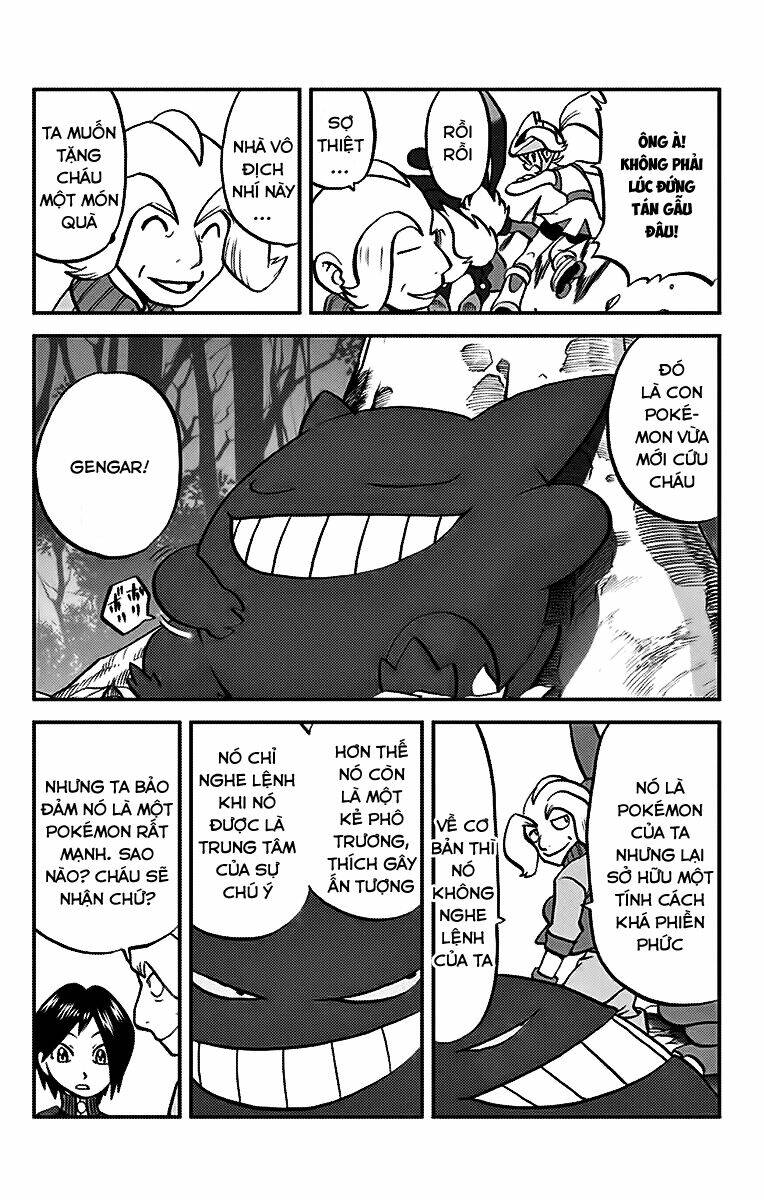 ÔNG À!
KHÔNG PHẢI
LÚC ĐỨNG
TÁN GẪU
ĐÂU!
RỒI
RỒI
SỢ
THIỆT
...
NHÀ VÔ
ĐỊCH
NHÍ NÀY
...
TA MUỐN
TẶNG
CHÁU
MỘT MÓN
QUÀ
ĐÓ
LÀ CON
POKÉ-
MON VỪA
MỚI CỨU
CHÁU
GENGAR!
ボリボリ
NÓ LÀ
POKÉMON
CỦA TA
NHƯNG LẠI
SỞ HỮU MỘT
TÍNH CÁCH
KHÁ PHIỀN
PHỨC
VỀ CƠ
BẢN THÌ
NÓ
KHÔNG
NGHE
LỆNH
CỦA TA
HƠN THẾ
NÓ CÒN
LÀ MỘT
KẺ PHÔ
TRƯƠNG,
THÍCH GÂY
ẤN TƯỢNG
NÓ CHỈ
NGHE LỆNH
KHI NÓ
ĐƯỢC LÀ
TRUNG TÂM
CỦA SỰ
CHÚ Ý
NHƯNG TA BẢO
ĐẢM NÓ LÀ MỘT
POKÉMON RẤT
MẠNH. SAO
NÀO? CHÁU SẼ
NHẬN CHỨ?